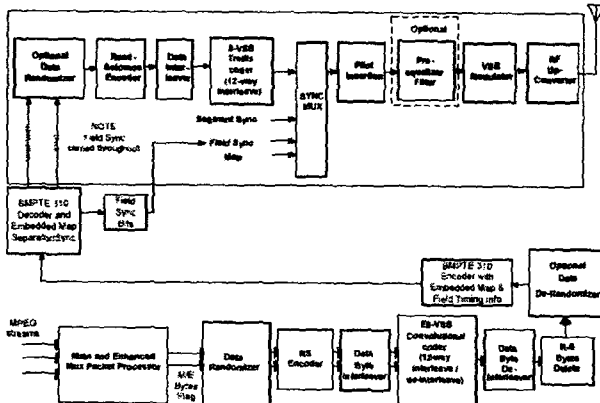 Optional
Optional
Data
Randomizer
Reed-
Solomon
Encoder
Data
Inter-
leaver
8-VSB
Trellis
coder
(12-way
interleave)
SYNC
MUX
Pilot
Insertion
Pre-
equalizer
Filter
VSB
Modulator
RF
Up-
Converter
NOTE
Field Sync
carried throughout
Segment Sync
Field Sync
Map
SMPTE 310
Decoder and
Embedded Map
Separator/Sync
Field
Sync
Bits
SMPTE 310
Encoder with
Embedded Map &
Field Timing Info
Optional
Data
De-Randomizer
MPEG
streams
Main and Enhanced
Mux Packet Processor
M/E
Bytes
Flag
Data
Randomizer
RS
Encoder
Data
Byte
Interleaver
E8-VSB
Convolutional
coder
(12-way
interleave /
de-interleave)
Data
Byte
De-
Interleaver
R-S
Bytes
Delete